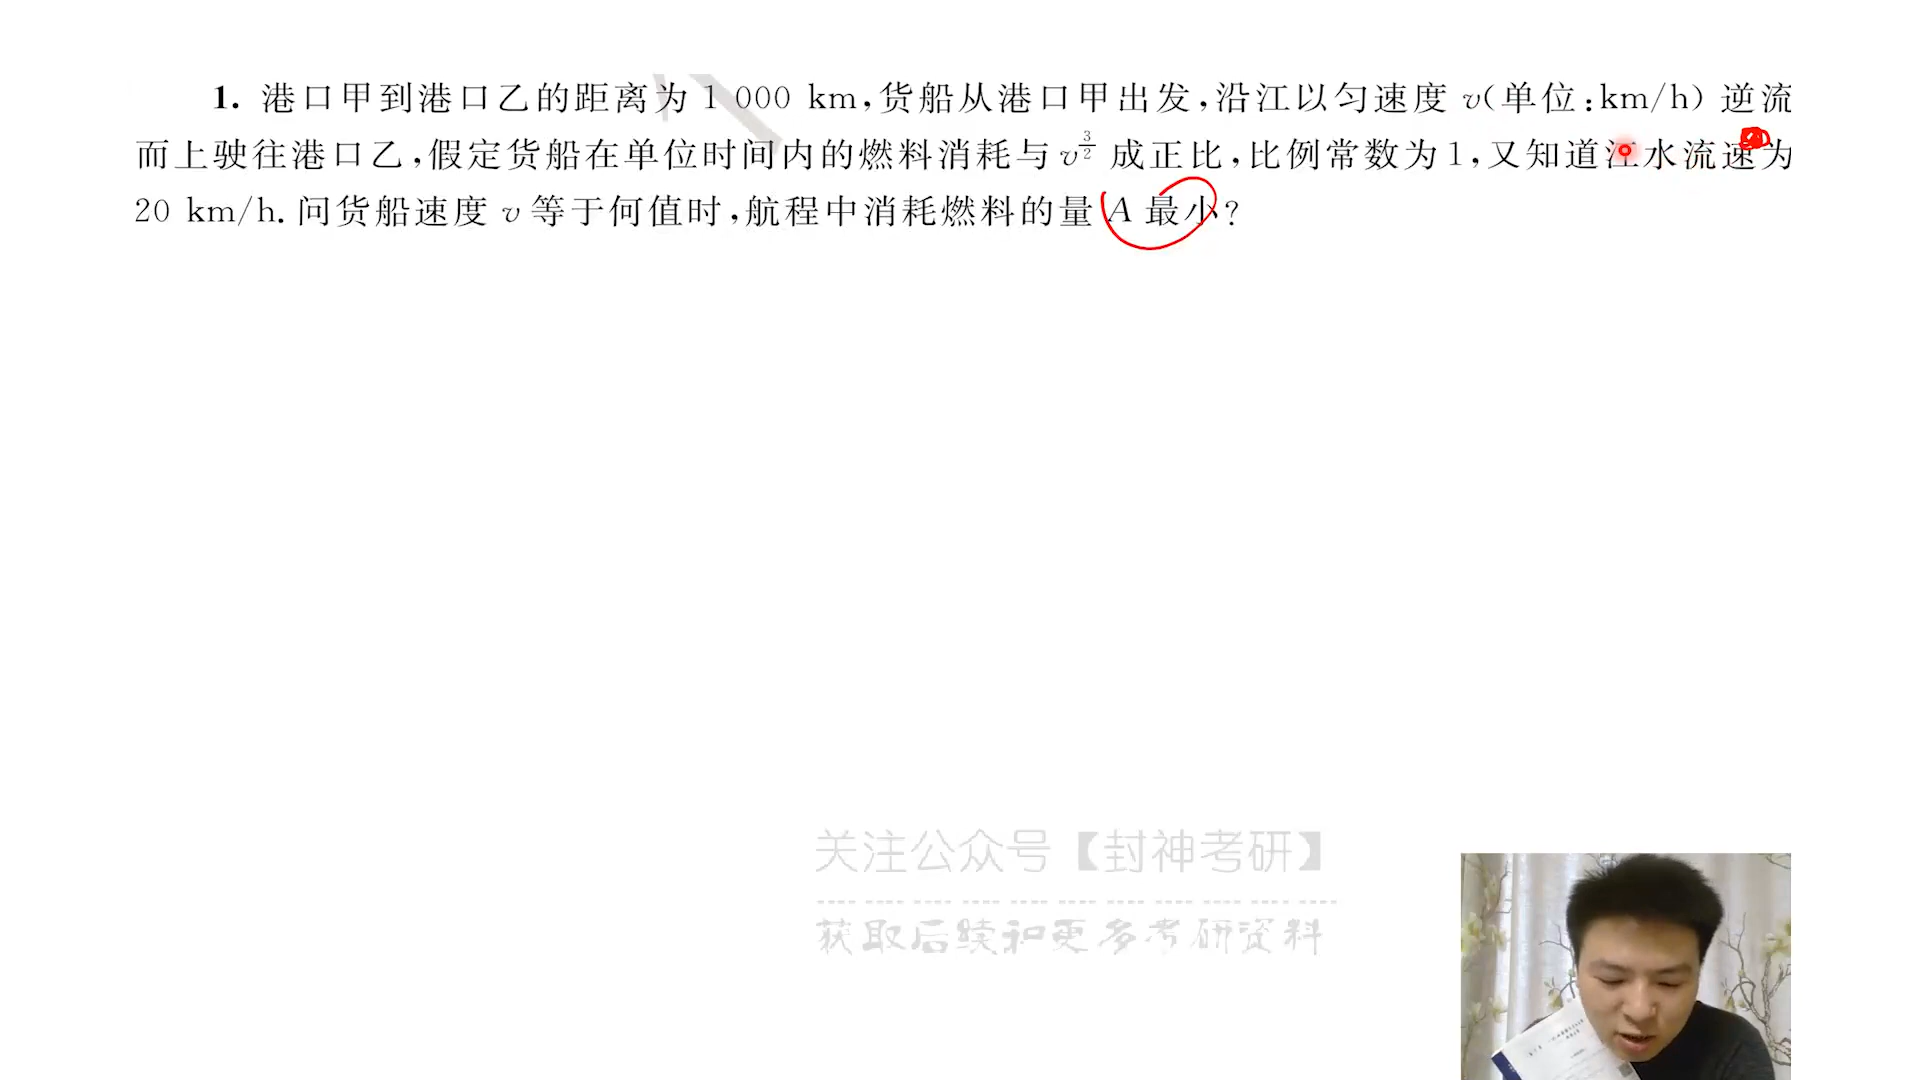 1. 港口甲到港口乙的距离为 1 000 km,货船从港口甲出发,沿江以匀速度 v(单位:km/h) 逆流
而上驶往港口乙,假定货船在单位时间内的燃料消耗与 v^{3/2} 成正比,比例常数为1,又知道江水流速为
20 km/h. 问货船速度 v 等于何值时,航程中消耗燃料的量 A 最小?
关注公众号【封神考研】
获取后续和更多考研资料